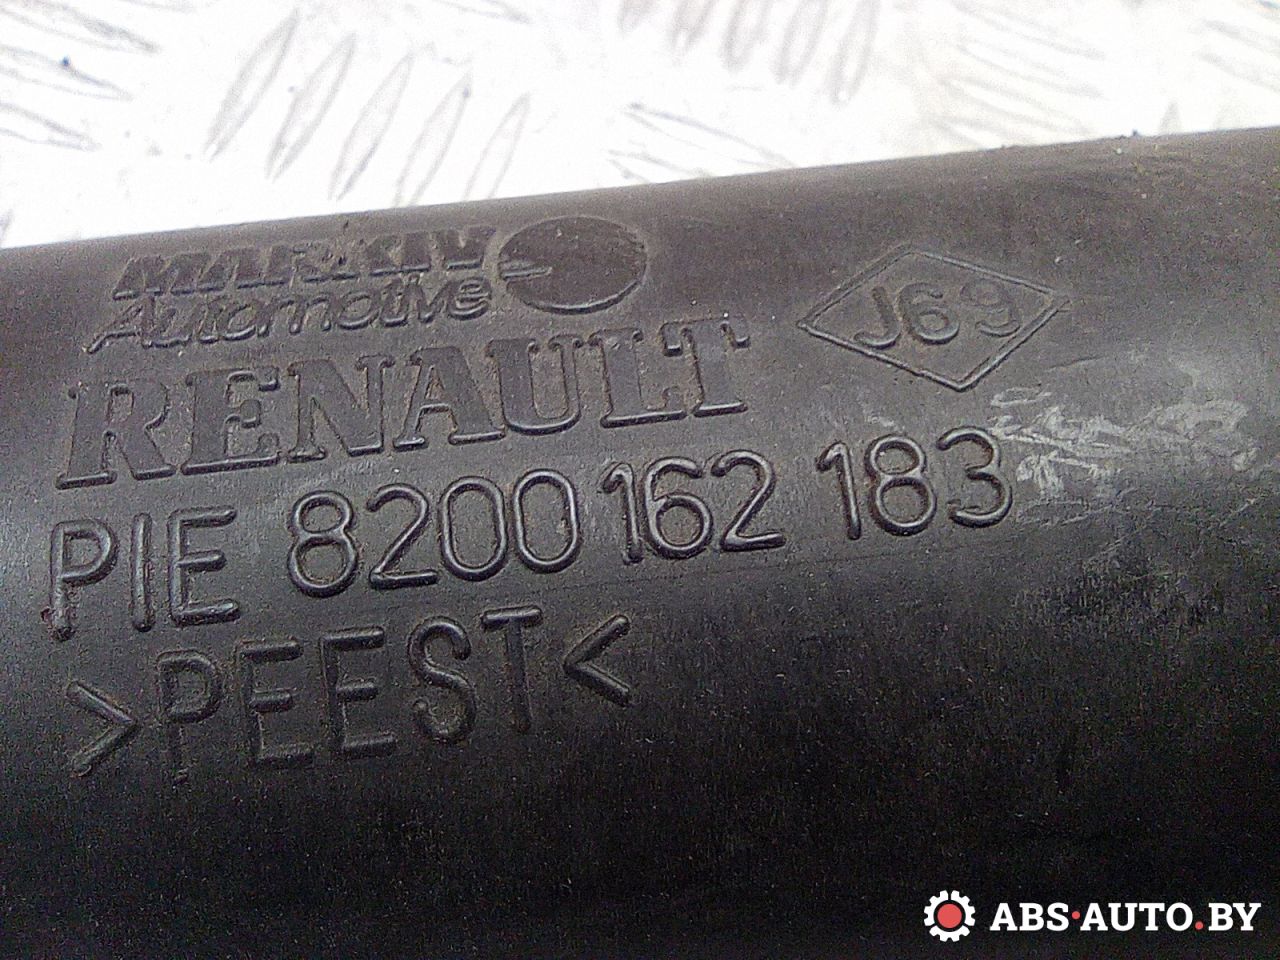 MARK IV
Automotive
RENAULT
J69
PIE 8200 162 183
>PEEST<
ABS·AUTO.BY